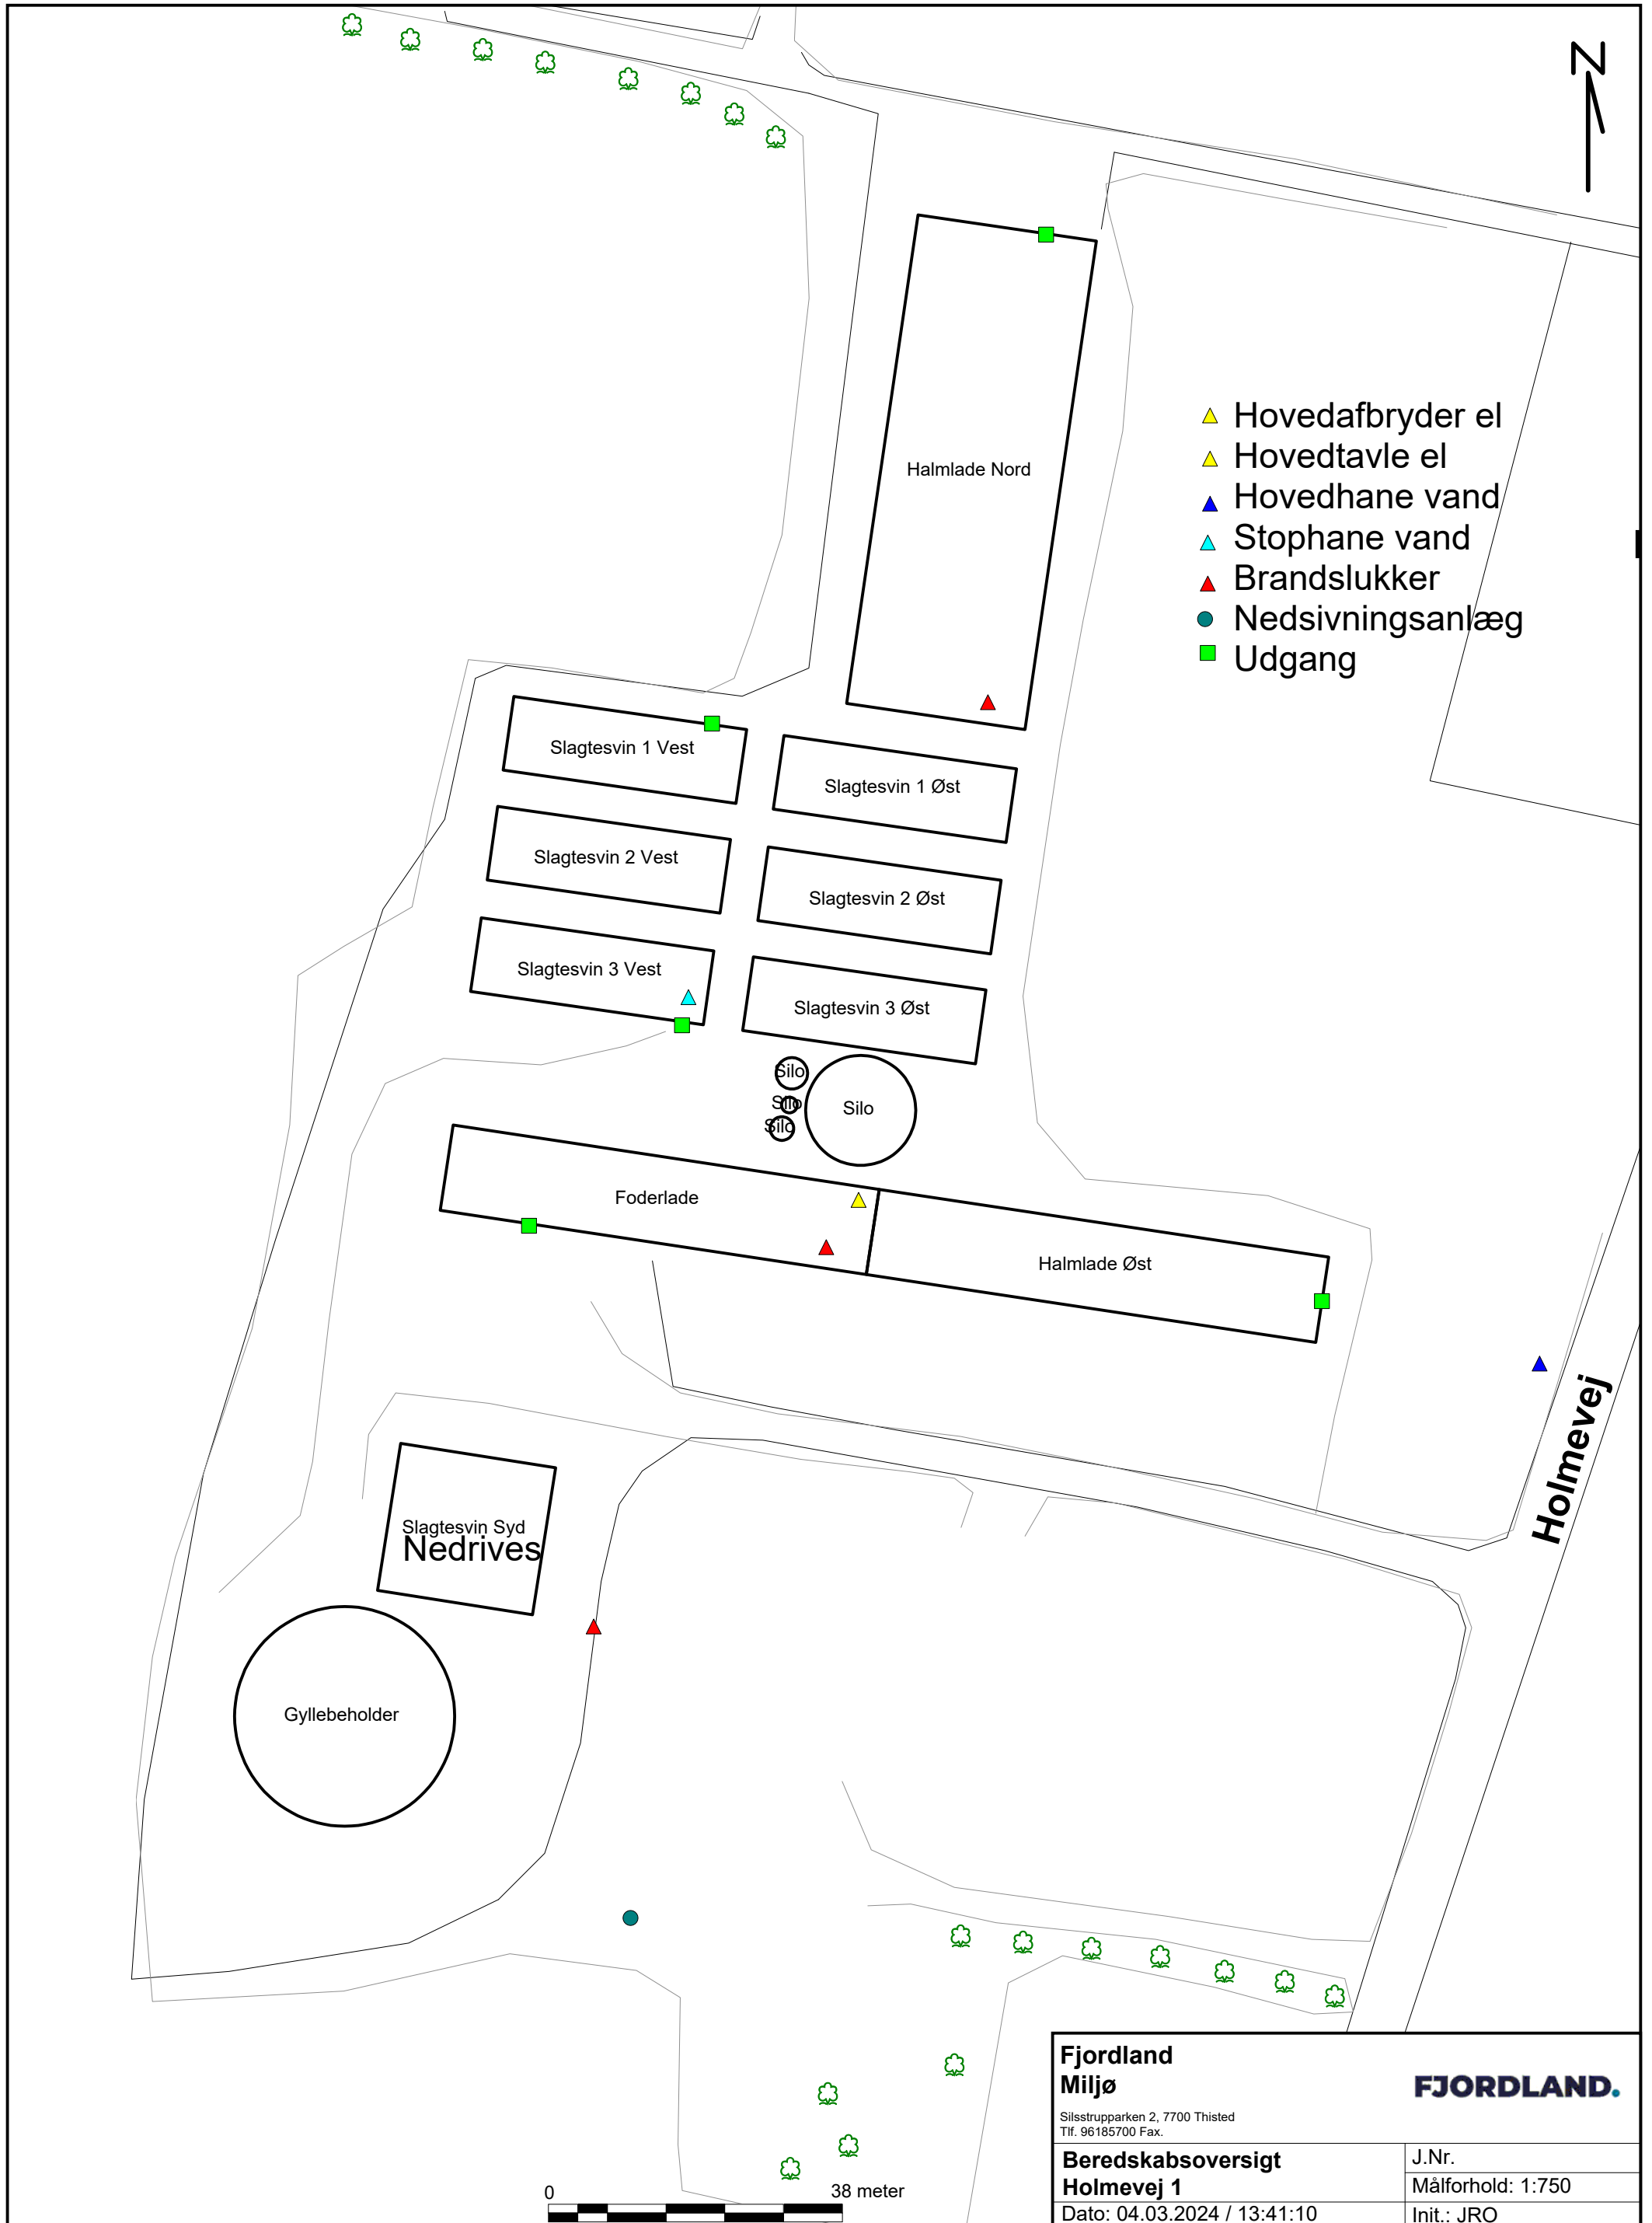 N
Halmlade Nord
Hovedafbryder el
Hovedtavle el
Hovedhane vand
Stophane vand
Brandslukker
Nedsivningsanlæg
Udgang
Slagtesvin 1 Vest
Slagtesvin 1 Øst
Slagtesvin 2 Vest
Slagtesvin 2 Øst
Slagtesvin 3 Vest
Slagtesvin 3 Øst
Silo
Silo
Silo
Silo
Foderlade
Halmlade Øst
Holmevej
Slagtesvin Syd
Nedrives
Gyllebeholder
0
38 meter
Fjordland
Miljø
FJORDLAND.
Silsstrupparken 2, 7700 Thisted
Tlf. 96185700 Fax.
Beredskabsoversigt
Holmevej 1
J.Nr.
Målforhold: 1:750
Dato: 04.03.2024 / 13:41:10
Init.: JRO